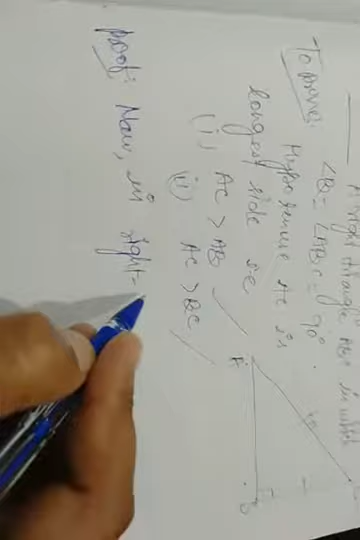 A right triangle ABC in which
∠B = ∠ABC = 90°.
To prove: Hypotenuse AC is
longest side i.e.
(i) AC > AB
(ii) AC > BC
Proof: Now, in right-
A
B
C